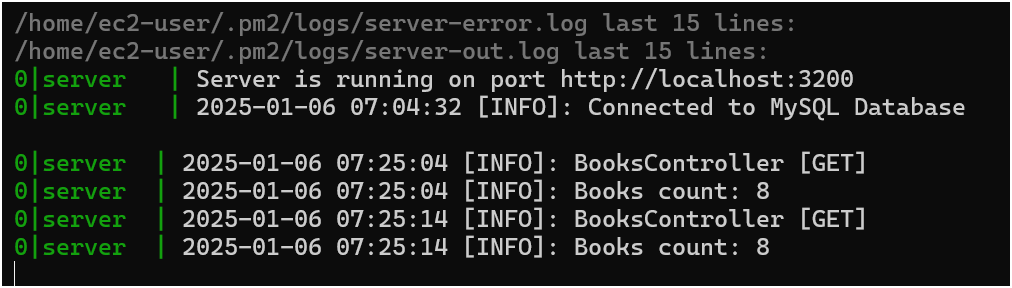 /home/ec2-user/.pm2/logs/server-error.log last 15 lines:
/home/ec2-user/.pm2/logs/server-out.log last 15 lines:
0|server   | Server is running on port http://localhost:3200
0|server   | 2025-01-06 07:04:32 [INFO]: Connected to MySQL Database
0|server  | 2025-01-06 07:25:04 [INFO]: BooksController [GET]
0|server  | 2025-01-06 07:25:04 [INFO]: Books count: 8
0|server  | 2025-01-06 07:25:14 [INFO]: BooksController [GET]
0|server  | 2025-01-06 07:25:14 [INFO]: Books count: 8